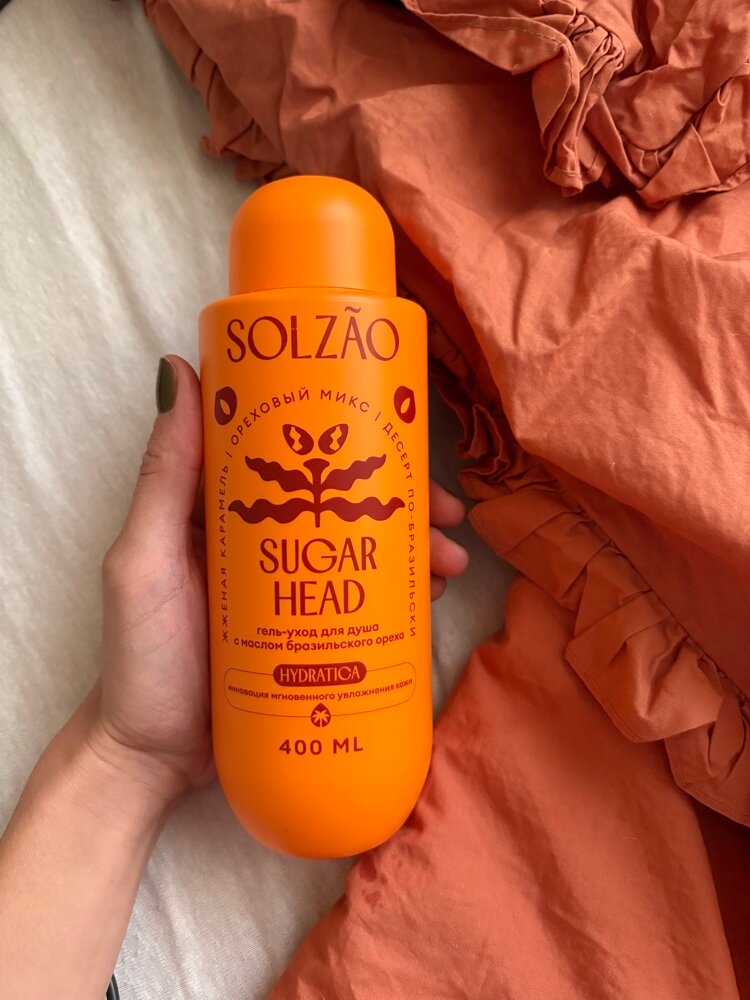 SOLZÃO
ЖЖЕНАЯ КАРАМЕЛЬ | ОРЕХОВЫЙ МИКС | ДЕСЕРТ ПО-БРАЗИЛЬСКИ
SUGAR
HEAD
гель-уход для душа
с маслом бразильского ореха
HYDRATICA
инновация мгновенного увлажнения кожи
400 ML